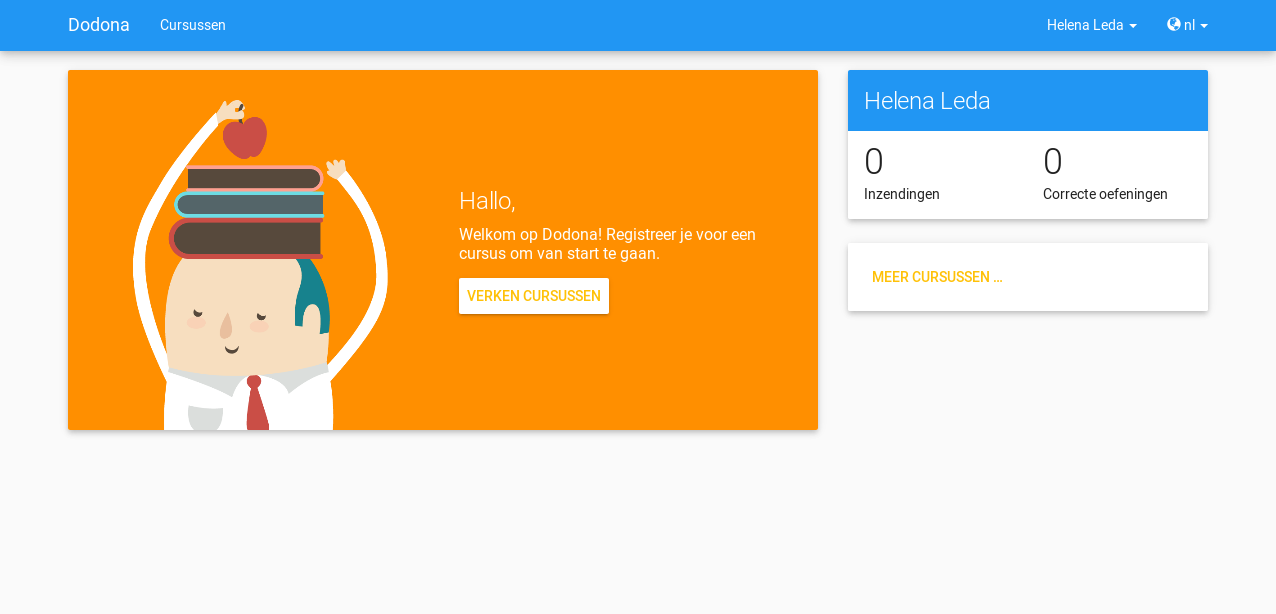 Dodona Cursussen Helena Leda nl
Hallo,
Welkom op Dodona! Registreer je voor een
cursus om van start te gaan.
VERKEN CURSUSSEN
Helena Leda
0 0
Inzendingen Correcte oefeningen
MEER CURSUSSEN ...